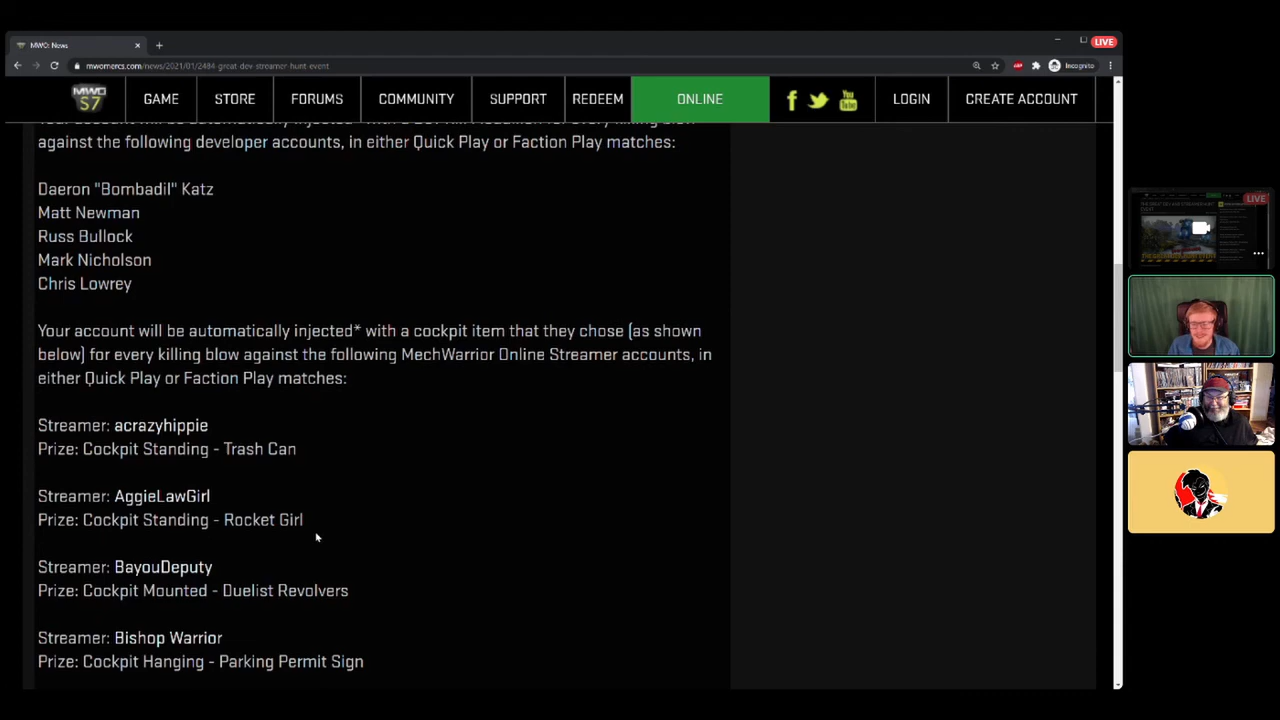 MWO: News
LIVE
mwomercs.com/news/2021/01/2484-great-dev-streamer-hunt-event
Incognito
MWO
S7
GAME
STORE
FORUMS
COMMUNITY
SUPPORT
REDEEM
ONLINE
LOGIN
CREATE ACCOUNT
against the following developer accounts, in either Quick Play or Faction Play matches:
Daeron "Bombadil" Katz
Matt Newman
Russ Bullock
Mark Nicholson
Chris Lowrey
Your account will be automatically injected* with a cockpit item that they chose (as shown
below) for every killing blow against the following MechWarrior Online Streamer accounts, in
either Quick Play or Faction Play matches:
Streamer: acrazyhippie
Prize: Cockpit Standing - Trash Can
Streamer: AggieLawGirl
Prize: Cockpit Standing - Rocket Girl
Streamer: BayouDeputy
Prize: Cockpit Mounted - Duelist Revolvers
Streamer: Bishop Warrior
Prize: Cockpit Hanging - Parking Permit Sign
LIVE